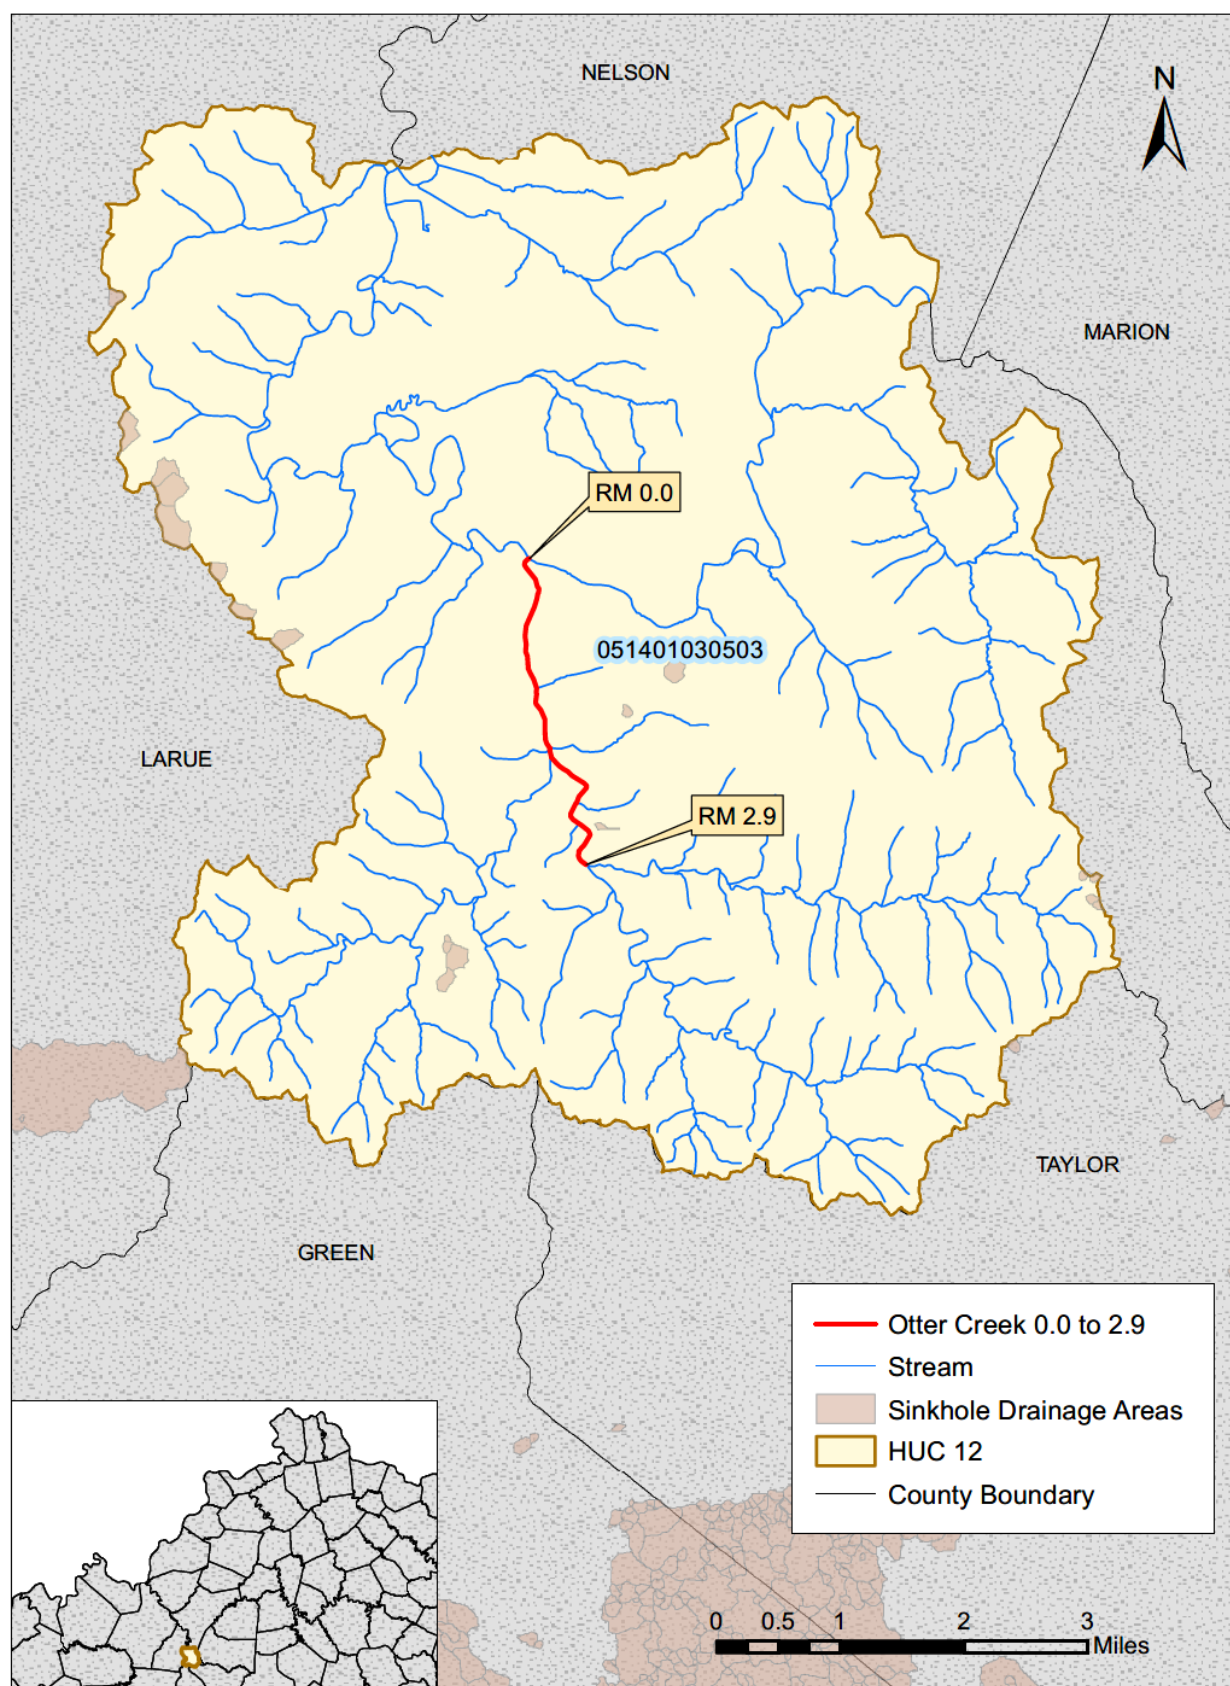 NELSON
N
MARION
RM 0.0
051401030503
LARUE
RM 2.9
TAYLOR
GREEN
Otter Creek 0.0 to 2.9
Stream
Sinkhole Drainage Areas
HUC 12
County Boundary
0 0.5 1 2 3
Miles